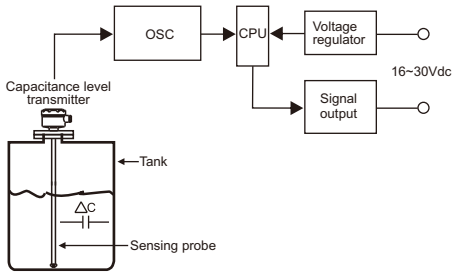 OSC
CPU
Voltage
regulator
16~30Vdc
Signal
output
Capacitance level
transmitter
Tank
△C
Sensing probe